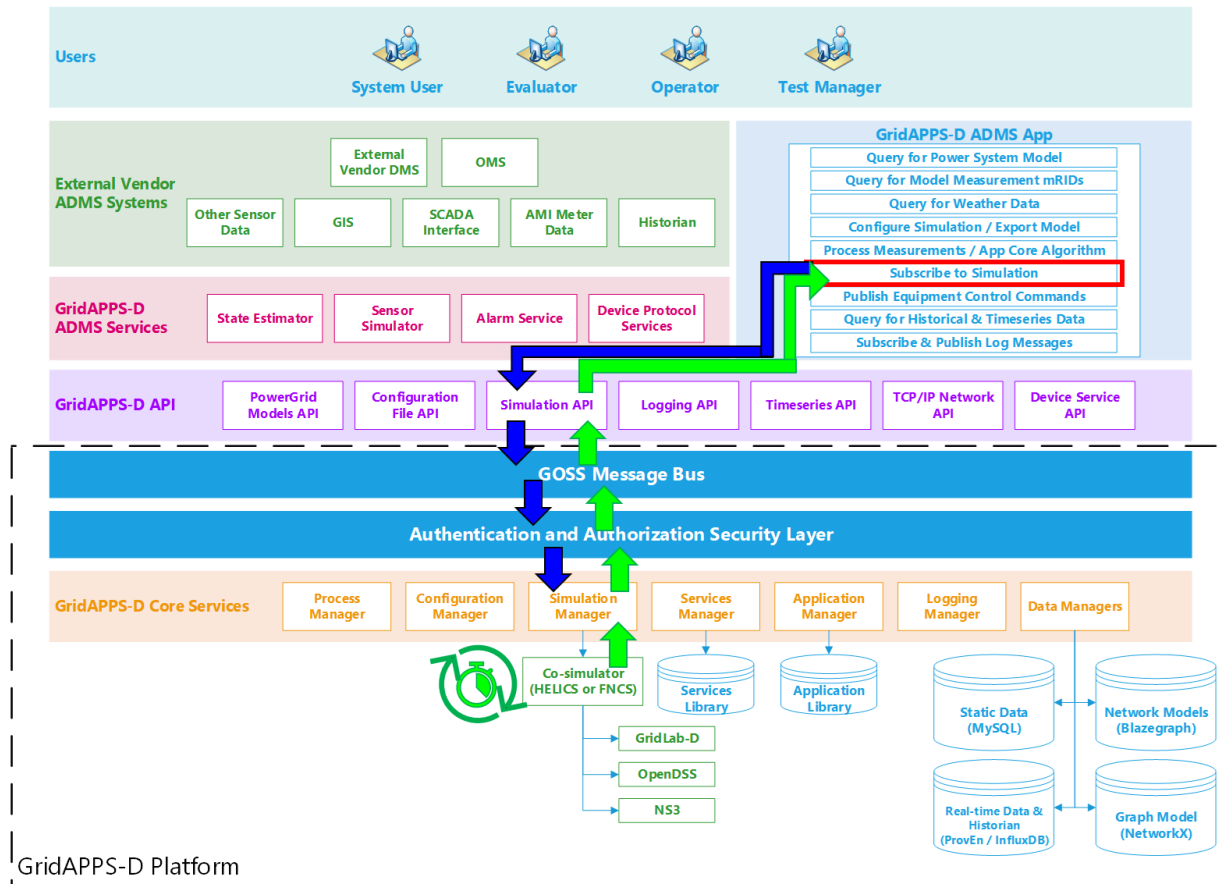 Users
System User
Evaluator
Operator
Test Manager
External Vendor
ADMS Systems
External
Vendor DMS
OMS
Other Sensor
Data
GIS
SCADA
Interface
AMI Meter
Data
Historian
GridAPPS-D ADMS App
Query for Power System Model
Query for Model Measurement mRIDs
Query for Weather Data
Configure Simulation / Export Model
Process Measurements / App Core Algorithm
Subscribe to Simulation
Publish Equipment Control Commands
Query for Historical & Timeseries Data
Subscribe & Publish Log Messages
GridAPPS-D
ADMS Services
State Estimator
Sensor
Simulator
Alarm Service
Device Protocol
Services
GridAPPS-D API
PowerGrid
Models API
Configuration
File API
Simulation API
Logging API
Timeseries API
TCP/IP Network
API
Device Service
API
GOSS Message Bus
Authentication and Authorization Security Layer
GridAPPS-D Core Services
Process
Manager
Configuration
Manager
Simulation
Manager
Services
Manager
Application
Manager
Logging
Manager
Data Managers
Co-simulator
(HELICS or FNCS)
Services
Library
Application
Library
GridLab-D
OpenDSS
NS3
Static Data
(MySQL)
Network Models
(Blazegraph)
Real-time Data &
Historian
(ProvEn / InfluxDB)
Graph Model
(NetworkX)
GridAPPS-D Platform